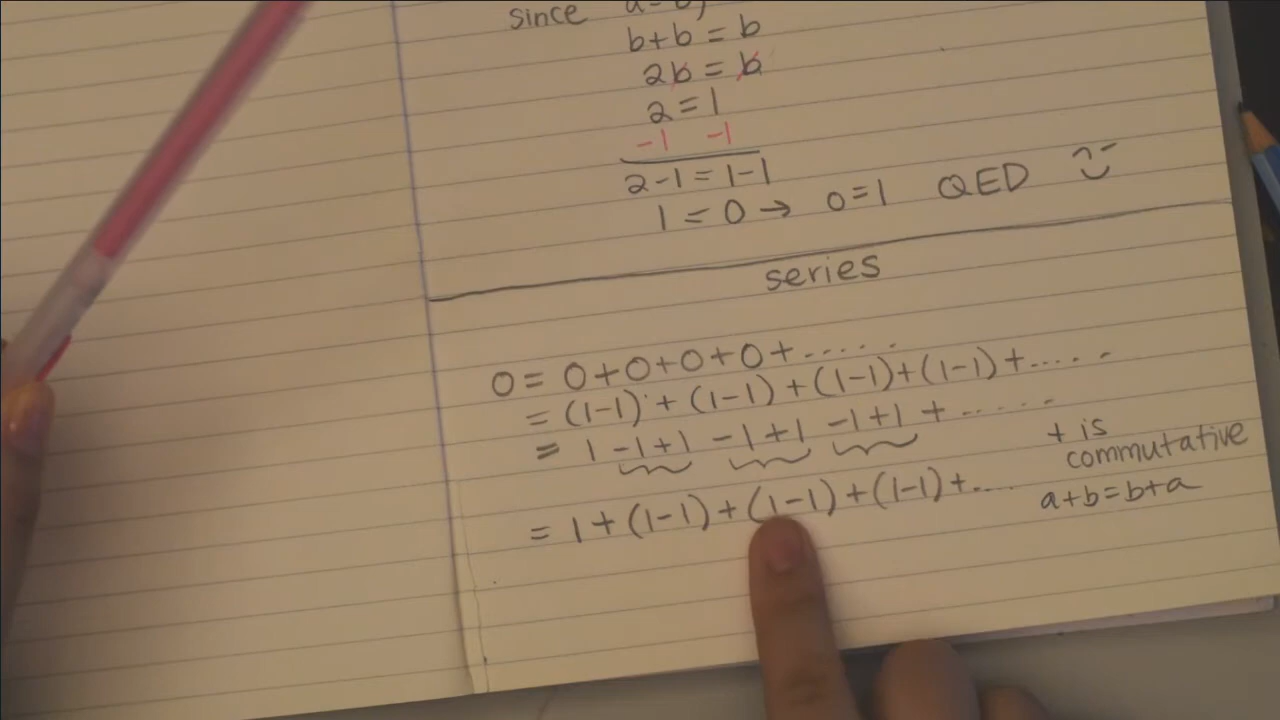 since a=b,
b+b = b
2b = b
2 = 1
-1 -1
2-1 = 1-1
1 = 0 → 0=1 QED
series
0 = 0+0+0+0+.....
= (1-1) + (1-1) + (1-1)+(1-1) +.....
= 1 -1+1 -1+1 -1+1 + ......
+ is
commutative
= 1 + (1-1) + (1-1) + (1-1) +....
a+b=b+a